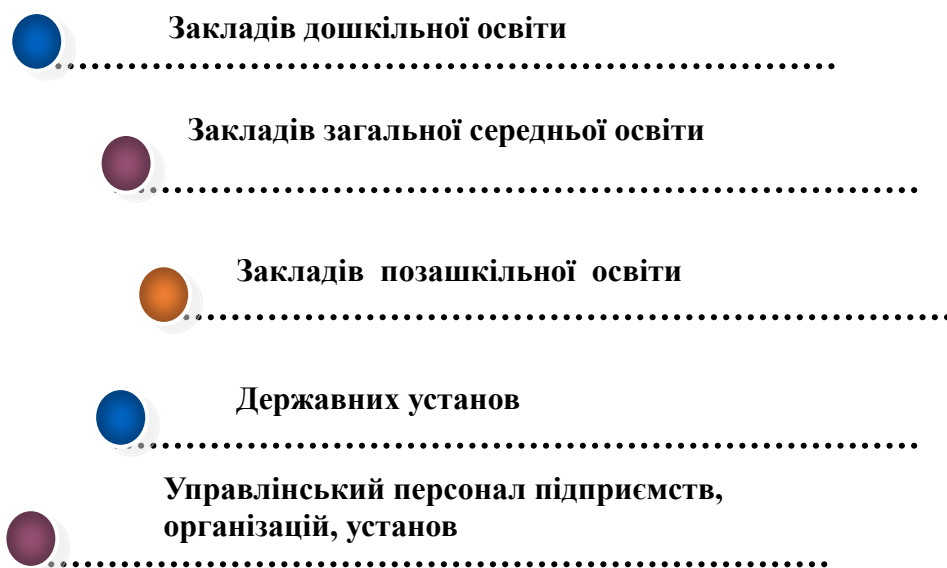 Закладів дошкільної освіти
Закладів загальної середньої освіти
Закладів позашкільної освіти
Державних установ
Управлінський персонал підприємств,
організацій, установ